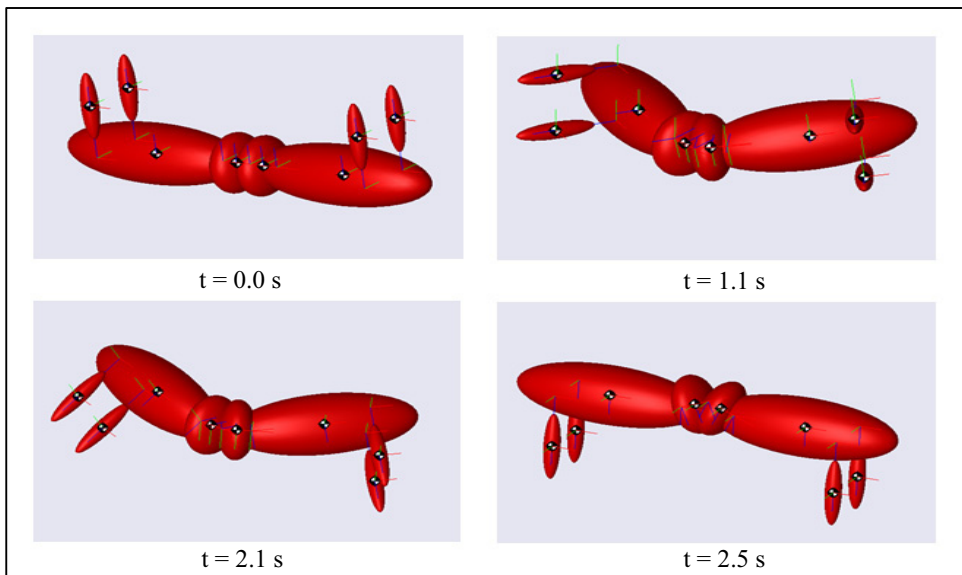 t = 0.0 s
t = 1.1 s
t = 2.1 s
t = 2.5 s